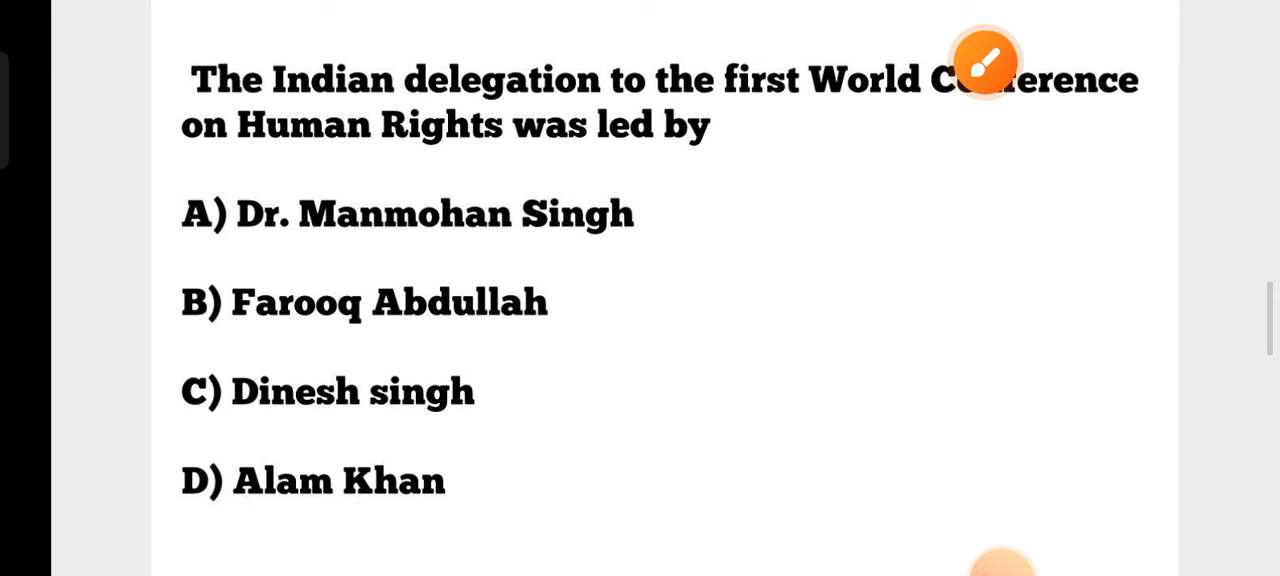 The Indian delegation to the first World
on Human Rights was led by
A) Dr. Manmohan Singh
B) Farooq Abdullah
C) Dinesh singh
D) Alam Khan